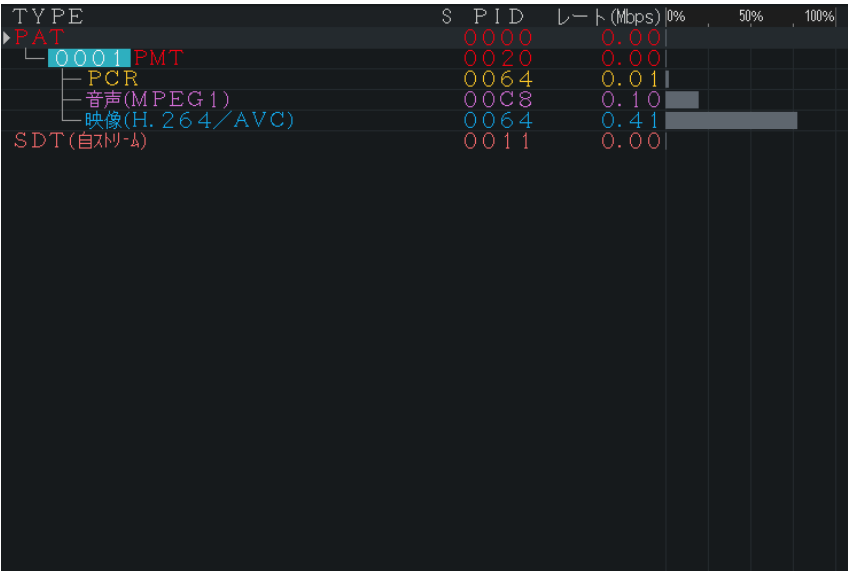 TYPE S PID レート(Mbps) 0% 50% 100%
PAT 0000 0.00
0001 PMT 0020 0.00
PCR 0064 0.01
音声(MPEG1) 00C8 0.10
映像(H.264/AVC) 0064 0.41
SDT(自ストリーム) 0011 0.00